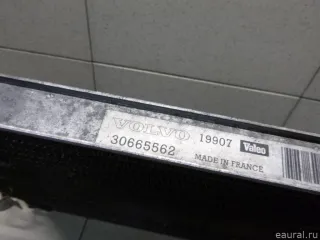 VOLVO 19907 Valeo
30665562 MADE IN FRANCE
eaural.ru